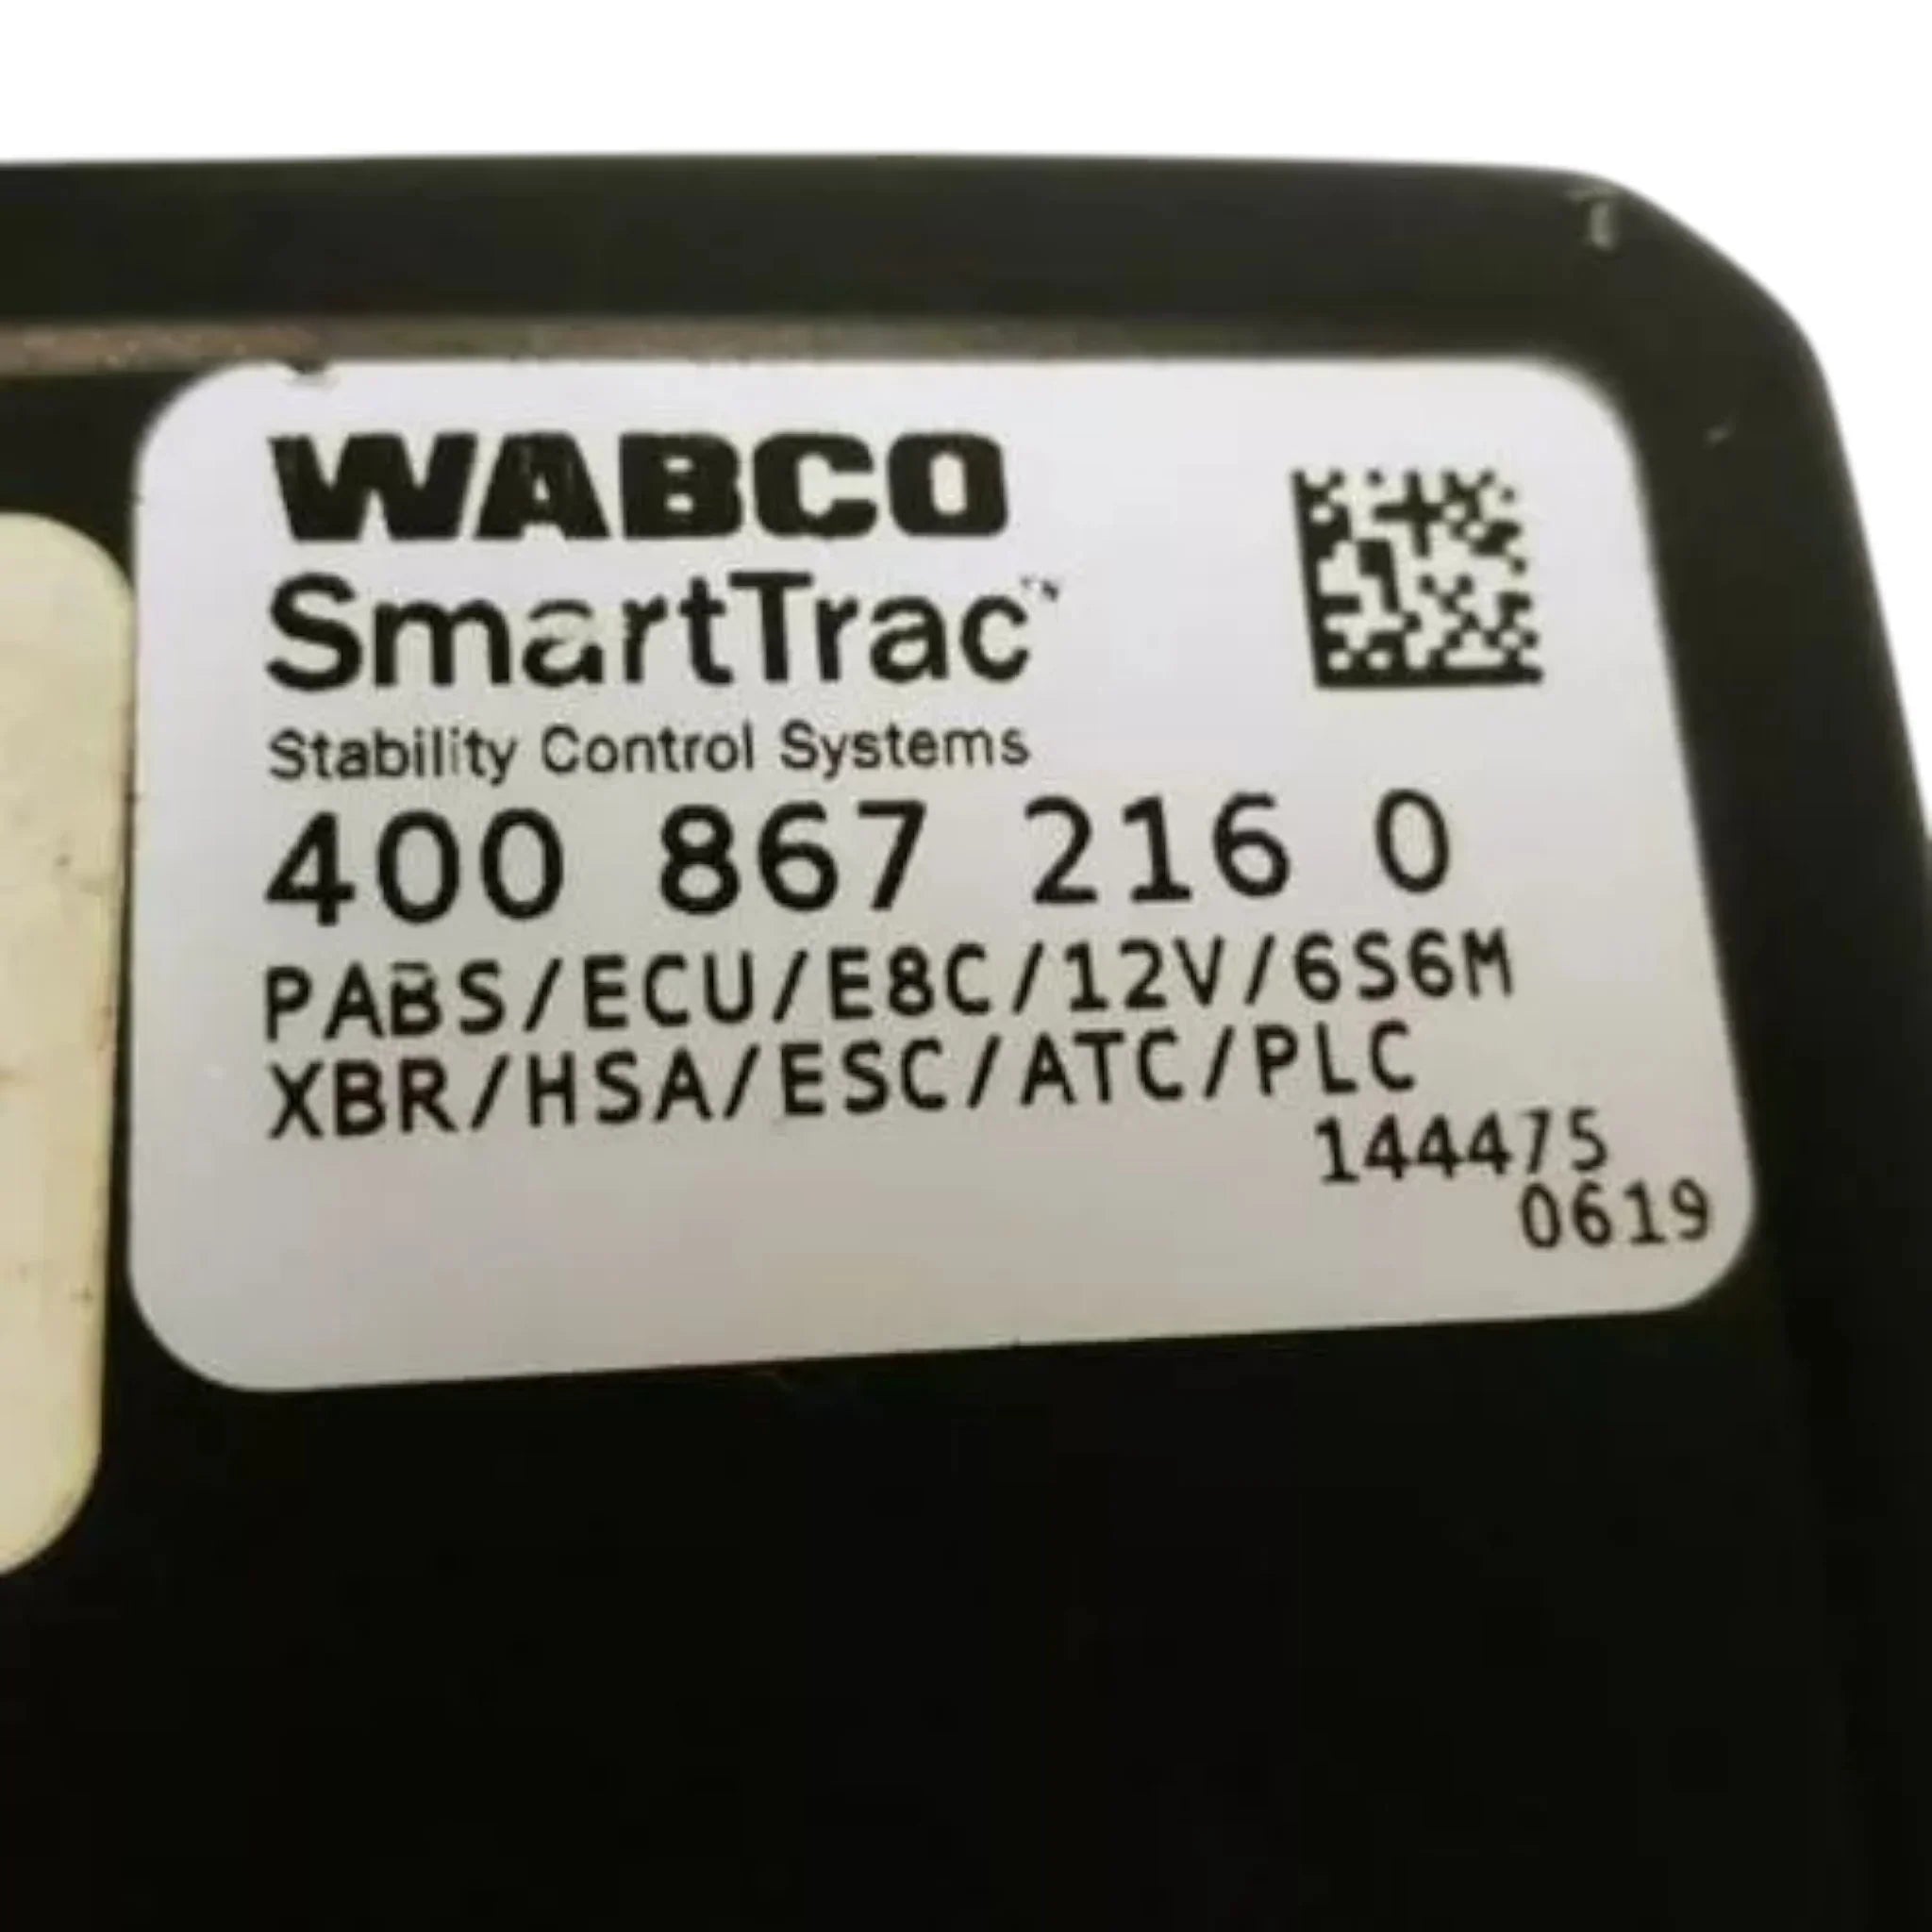 WABCO
SmartTrac™
Stability Control Systems
400 867 216 0
PABS/ECU/E8C/12V/6S6M
XBR/HSA/ESC/ATC/PLC
144475
0619